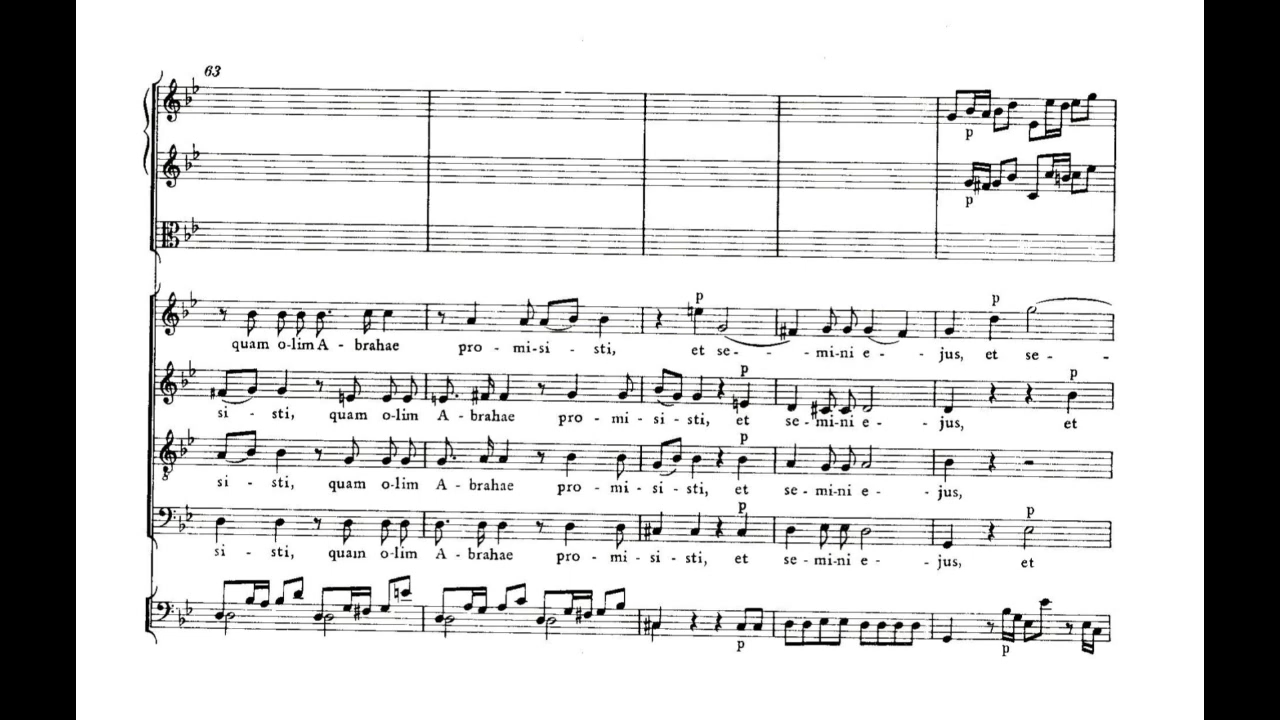 63
p
p
p p
quam o-lim A - brahae pro - mi-si - sti, et se - - - mi-ni e - jus, et se - -
p p
si - sti, quam o-lim A - brahae pro - mi - si - sti, et se - mi-ni e - - jus, et
p
si - sti, quam o-lim A - brahae pro - mi - si - sti, et se - mi-ni e - - jus,
p p
si - sti, quam o-lim A - brahae pro - mi - si - sti, et se - mi-ni e - - jus, et
p p